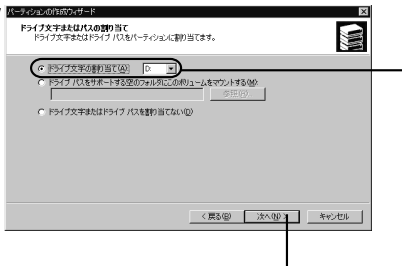 パーティションの作成ウィザード
ドライブ文字またはパスの割り当て
ドライブ文字またはドライブ パスをパーティションに割り当てます。
ドライブ文字の割り当て(A): D:
ドライブ パスをサポートする空のフォルダにこのボリュームをマウントする(M):
参照(R)...
ドライブ文字またはドライブ パスを割り当てない(D)
< 戻る(B) 次へ(N) > キャンセル